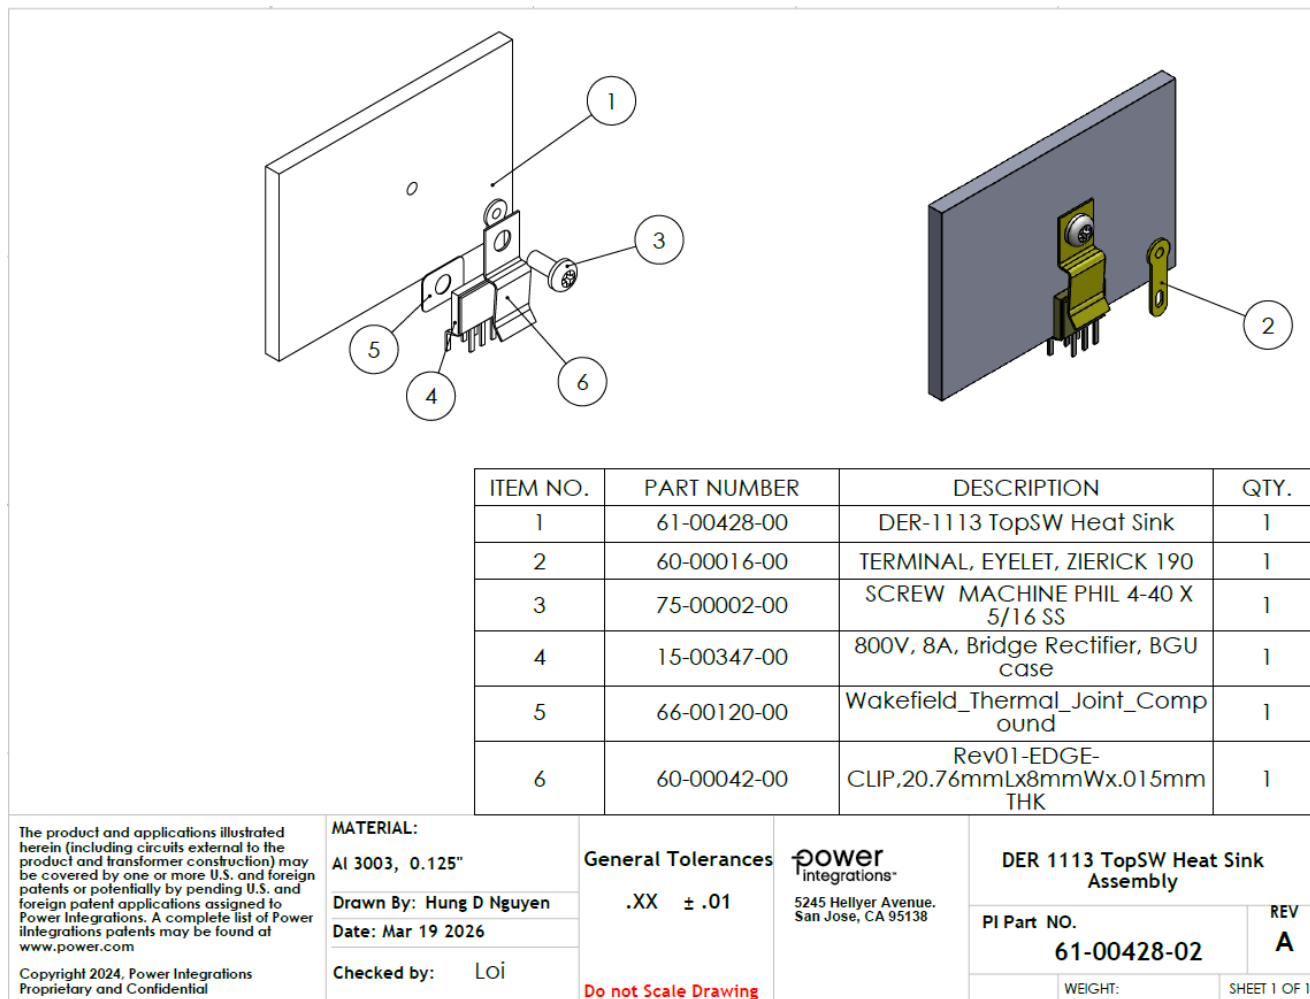 1
3
5
4
6
2
ITEM NO. PART NUMBER DESCRIPTION QTY.
1 61-00428-00 DER-1113 TopSW Heat Sink 1
2 60-00016-00 TERMINAL, EYELET, ZIERICK 190 1
3 75-00002-00 SCREW MACHINE PHIL 4-40 X
5/16 SS 1
4 15-00347-00 800V, 8A, Bridge Rectifier, BGU
case 1
5 66-00120-00 Wakefield_Thermal_Joint_Comp
ound 1
6 60-00042-00 Rev01-EDGE-
CLIP,20.76mmLx8mmWx.015mm
THK 1
The product and applications illustrated
herein (including circuits external to the
product and transformer construction) may
be covered by one or more U.S. and foreign
patents or potentially by pending U.S. and
foreign patent applications assigned to
Power Integrations. A complete list of Power
iIntegrations patents may be found at
www.power.com
Copyright 2024, Power Integrations
Proprietary and Confidential
MATERIAL:
Al 3003, 0.125"
Drawn By: Hung D Nguyen
Date: Mar 19 2026
Checked by: Loi
General Tolerances
.XX ± .01
Do not Scale Drawing
power
integrations™
5245 Hellyer Avenue.
San Jose, CA 95138
DER 1113 TopSW Heat Sink
Assembly
PI Part NO.
61-00428-02
REV
A
WEIGHT:
SHEET 1 OF 1